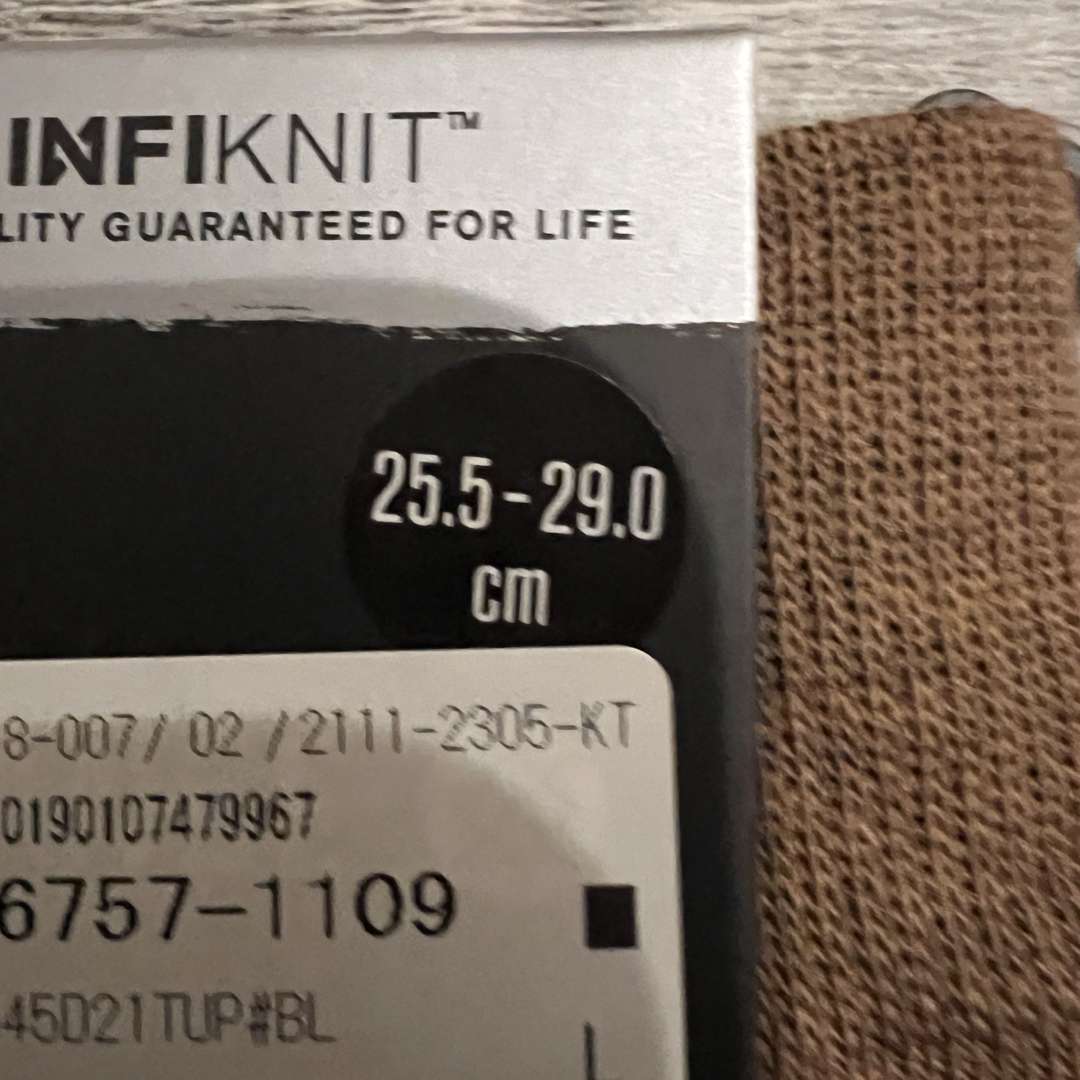 INFIKNIT™
LITY GUARANTEED FOR LIFE
25.5-29.0
cm
8-007/ 02 /2111-2305-KT
0190107479967
6757-1109
45D21TUP#BL